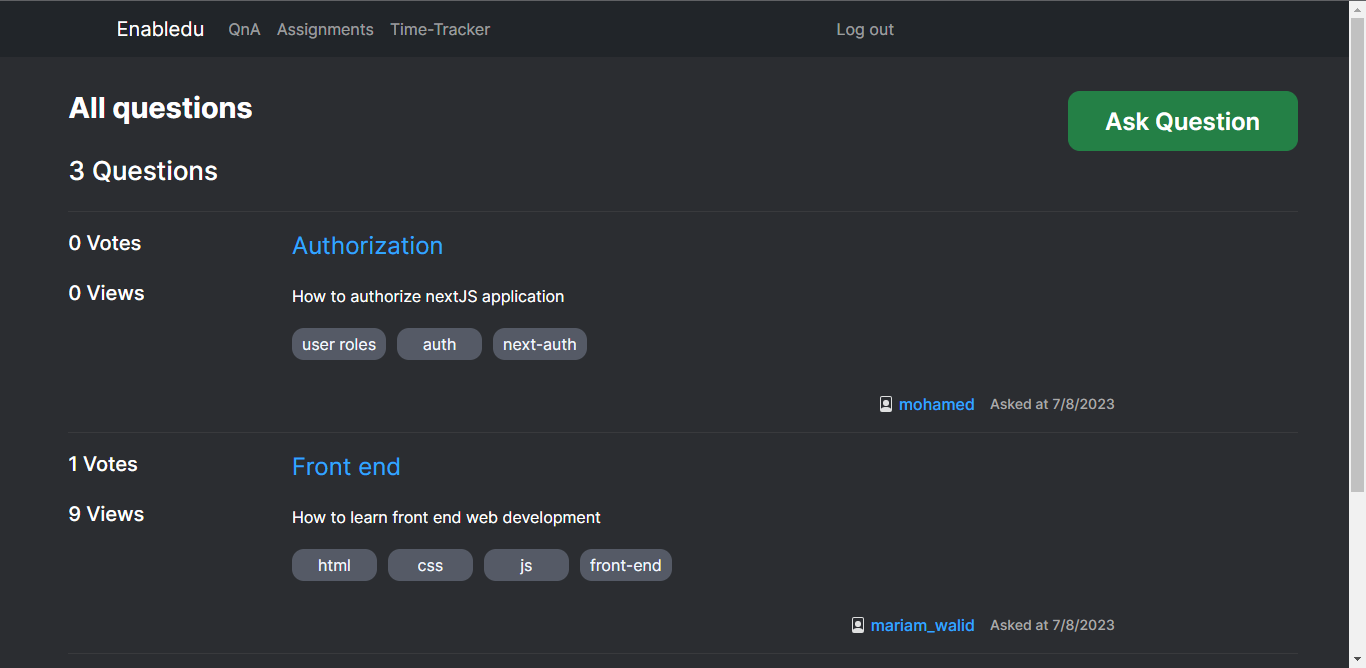 Enabledu QnA Assignments Time-Tracker Log out
All questions
Ask Question
3 Questions
0 Votes
Authorization
0 Views
How to authorize nextJS application
user roles auth next-auth
mohamed Asked at 7/8/2023
1 Votes
Front end
9 Views
How to learn front end web development
html css js front-end
mariam_walid Asked at 7/8/2023